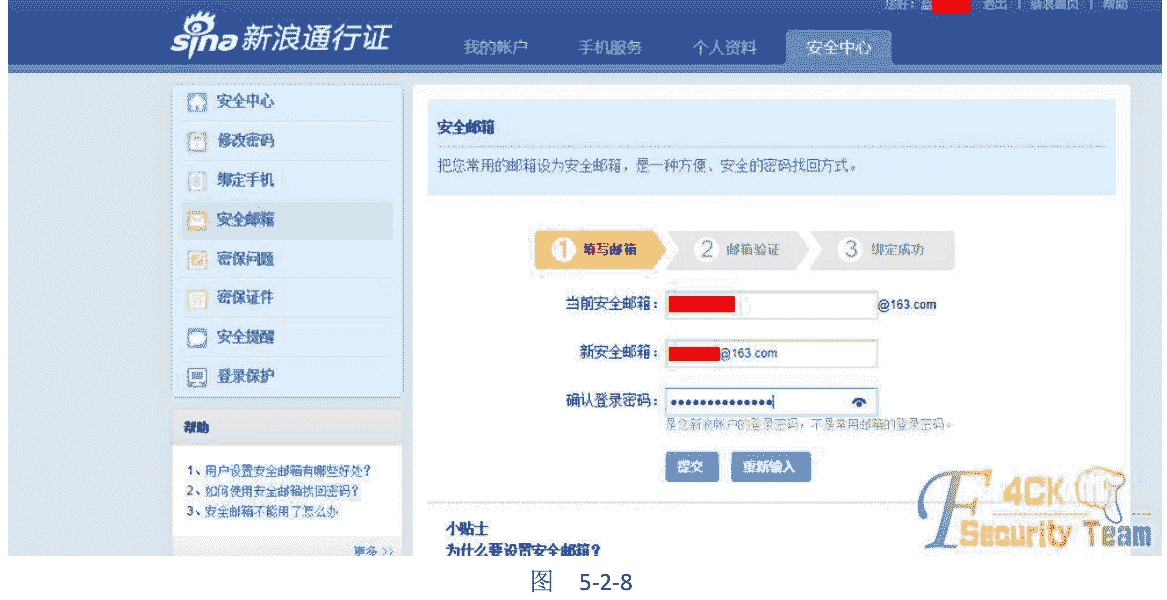 您好：
退出 | 新浪首页 | 帮助
sina 新浪通行证
我的帐户 手机服务 个人资料 安全中心
安全中心
修改密码
绑定手机
安全邮箱
密保问题
密保证件
安全提醒
登录保护
帮助
1、用户设置安全邮箱有哪些好处？
2、如何使用安全邮箱找回密码？
3、安全邮箱不能用了怎么办
更多 >>
安全邮箱
把您常用的邮箱设为安全邮箱，是一种方便、安全的密码找回方式。
1 填写邮箱 2 邮箱验证 3 绑定成功
当前安全邮箱： @163.com
新安全邮箱： @163.com
确认登录密码： ••••••••••••••
是您新浪帐户的登录密码，不是常用邮箱的登录密码。
提交 重新输入
小贴士
为什么要设置安全邮箱？
F4CK
Security Team
图 5-2-8